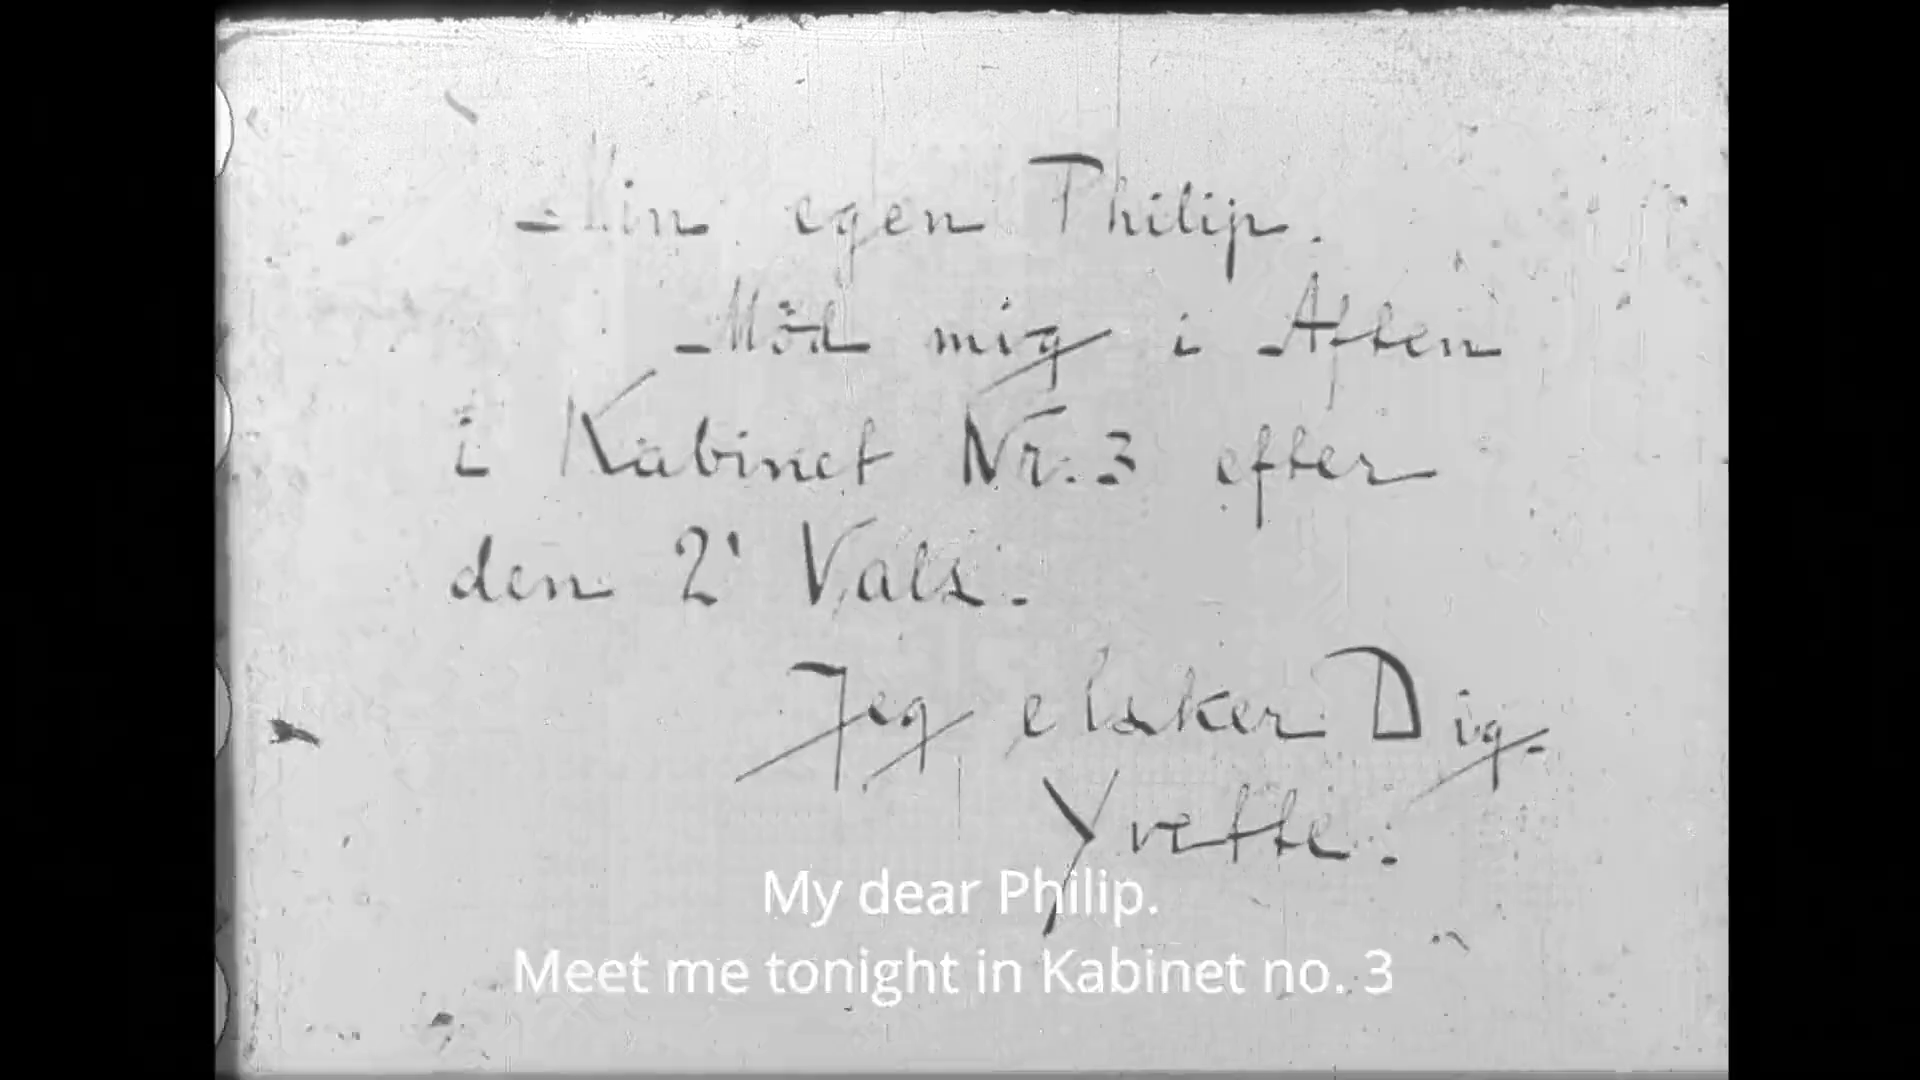 Min egen Philip.
Möd mig i Aften
i Kabinet Nr. 3 efter
den 2' Vals.
Jeg elsker Dig.
Yvette.
My dear Philip.
Meet me tonight in Kabinet no. 3